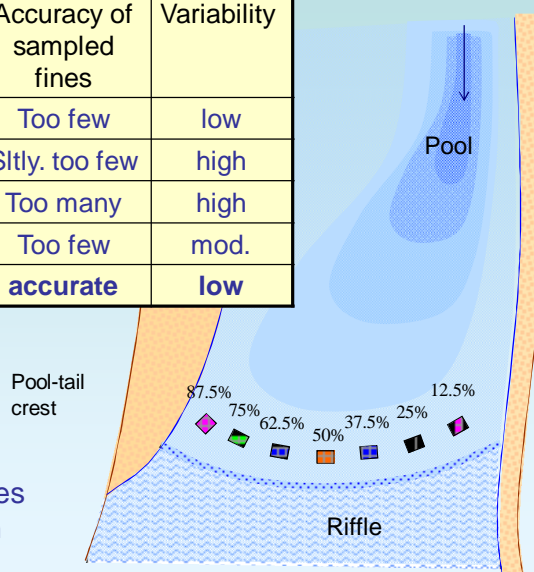 Accuracy of
sampled
fines
Variability
Too few
low
Sltly. too few
high
Too many
high
Too few
mod.
accurate
low
Pool
Pool-tail
crest
87.5%
75%
62.5%
50%
37.5%
25%
12.5%
es
Riffle